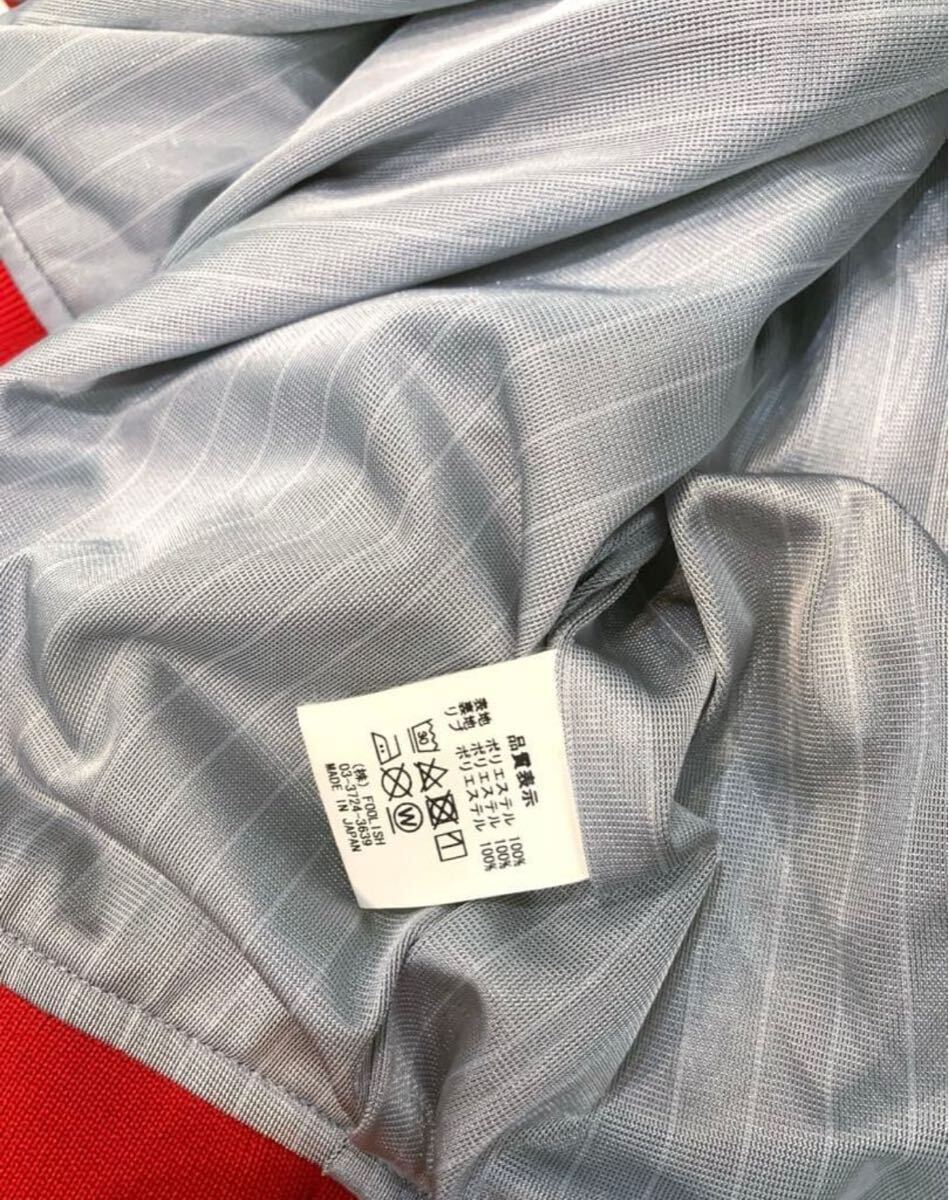 品質表示
表地 ポリエステル 100%
裏地 ポリエステル 100%
リブ ポリエステル 100%
30
W
(株) FOOLISH
03-3724-3639
MADE IN JAPAN